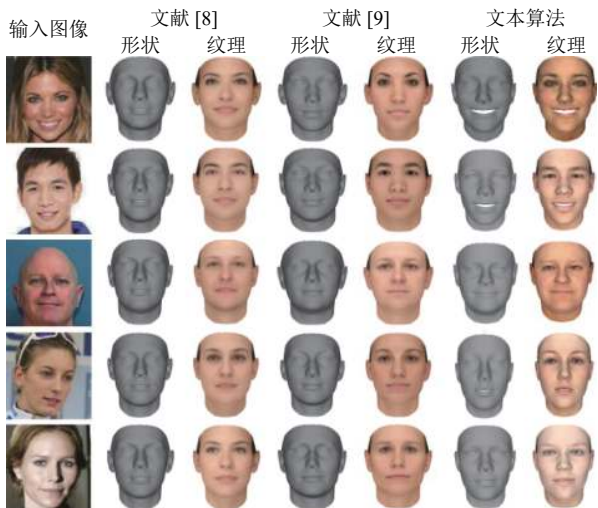 输入图像 文献 [8] 文献 [9] 文本算法
形状 纹理 形状 纹理 形状 纹理